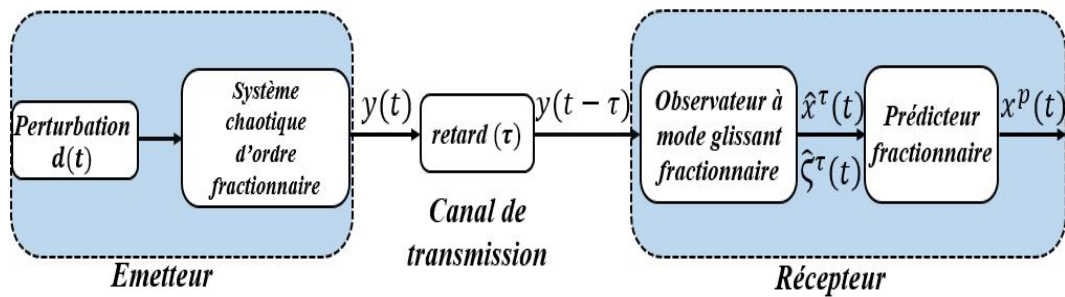 Perturbation
d(t)
Système
chaotique
d'ordre
fractionnaire
y(t)
retard (τ)
y(t − τ)
Observateur à
mode glissant
fractionnaire
x̂^τ(t)
ζ̂^τ(t)
Prédicteur
fractionnaire
x^p(t)
Canal de
transmission
Emetteur
Récepteur